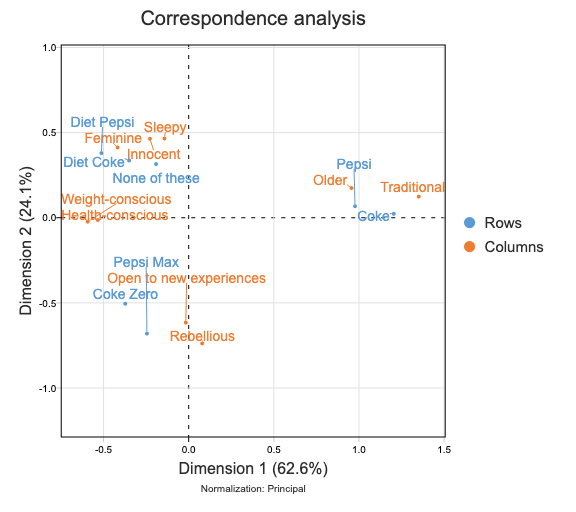 Correspondence analysis
1.0
Diet Pepsi
Sleepy
0.5
Feminine
Innocent
Diet Coke
None of these
Pepsi
Older
Traditional
Weight-conscious
Health-conscious
0.0
Coke
Rows
Columns
Dimension 2 (24.1%)
Pepsi Max
Open to new experiences
Coke Zero
-0.5
Rebellious
-1.0
-0.5
0.0
0.5
1.0
1.5
Dimension 1 (62.6%)
Normalization: Principal